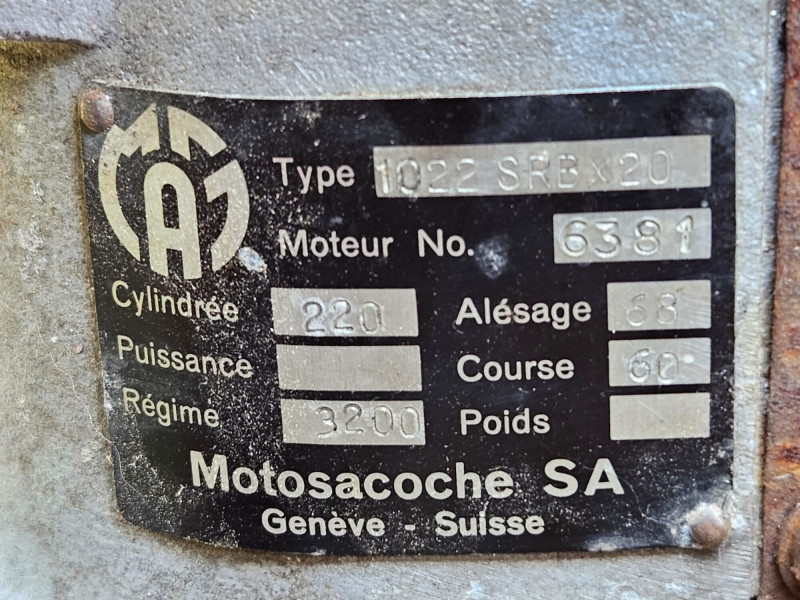 MAG
Type 1022 SRBX20
Moteur No. 6381
Cylindrée 220 Alésage 68
Puissance Course 60
Régime 3200 Poids
Motosacoche SA
Genève - Suisse